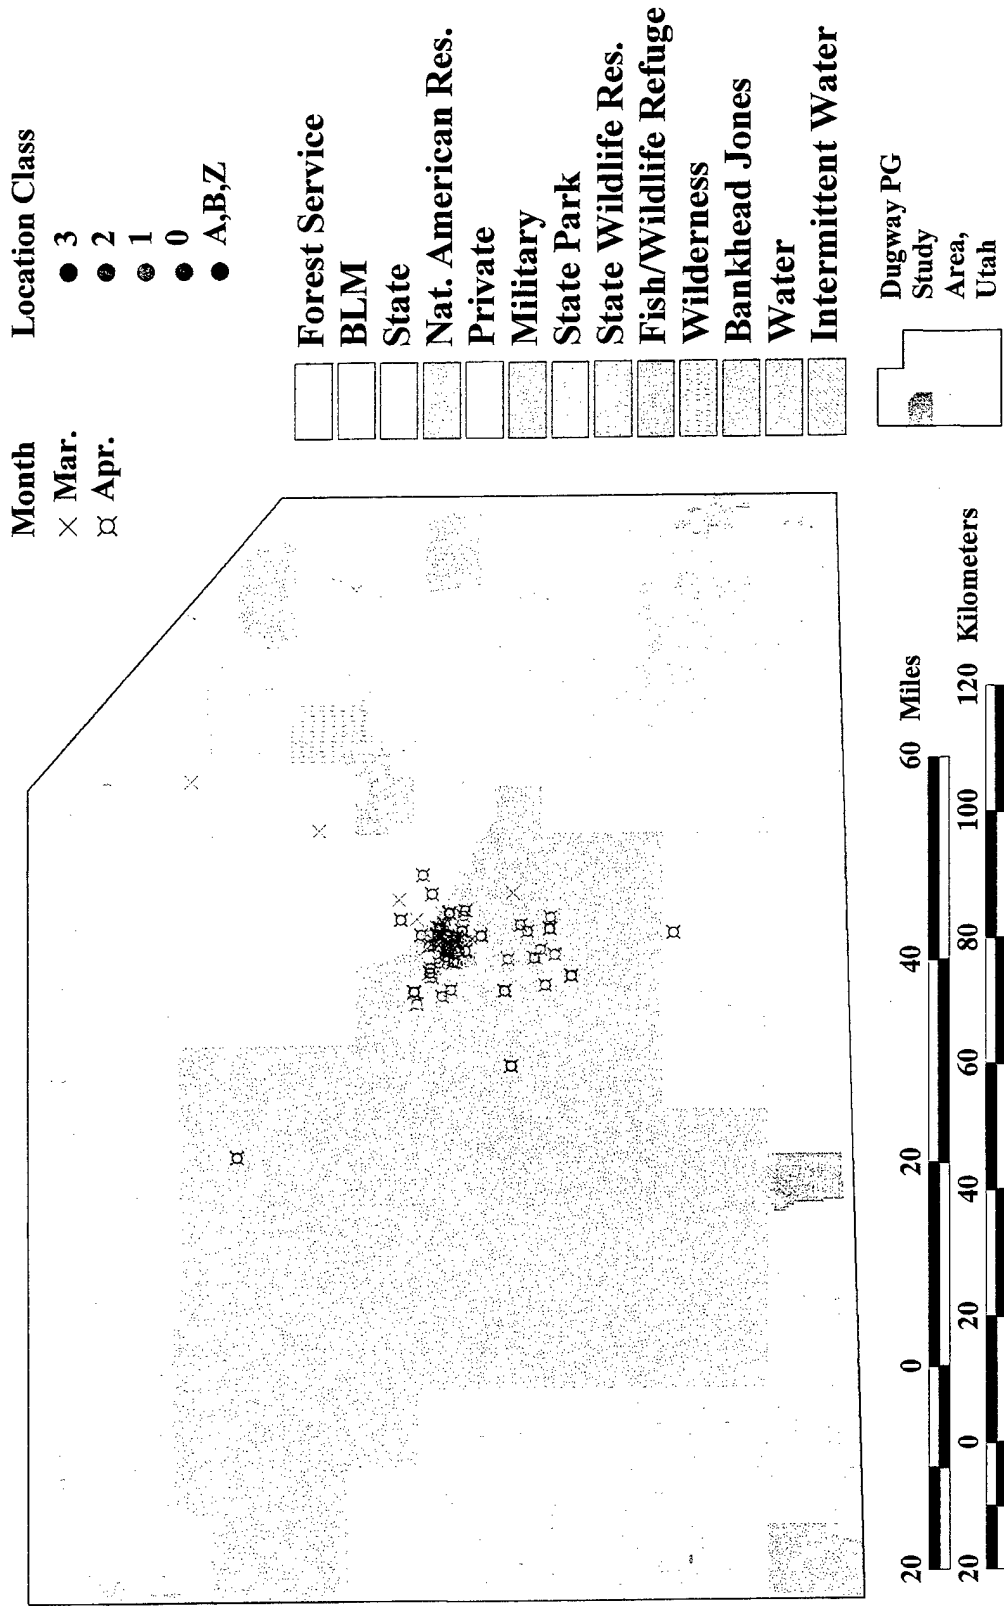 Month
× Mar.
¤ Apr.
Location Class
3
2
1
0
A,B,Z
Forest Service
BLM
State
Nat. American Res.
Private
Military
State Park
State Wildlife Res.
Fish/Wildlife Refuge
Wilderness
Bankhead Jones
Water
Intermittent Water
Dugway PG
Study
Area,
Utah
20 0 20 40 60 Miles
20 0 20 40 60 80 100 120 Kilometers